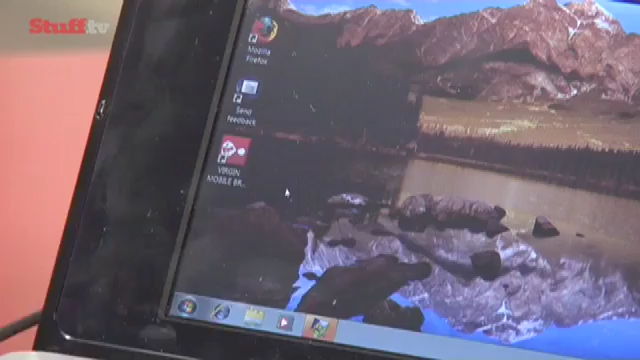 Stuff.tv
Mozilla
Firefox
Send
feedback
VIRGIN
MOBILE BR...